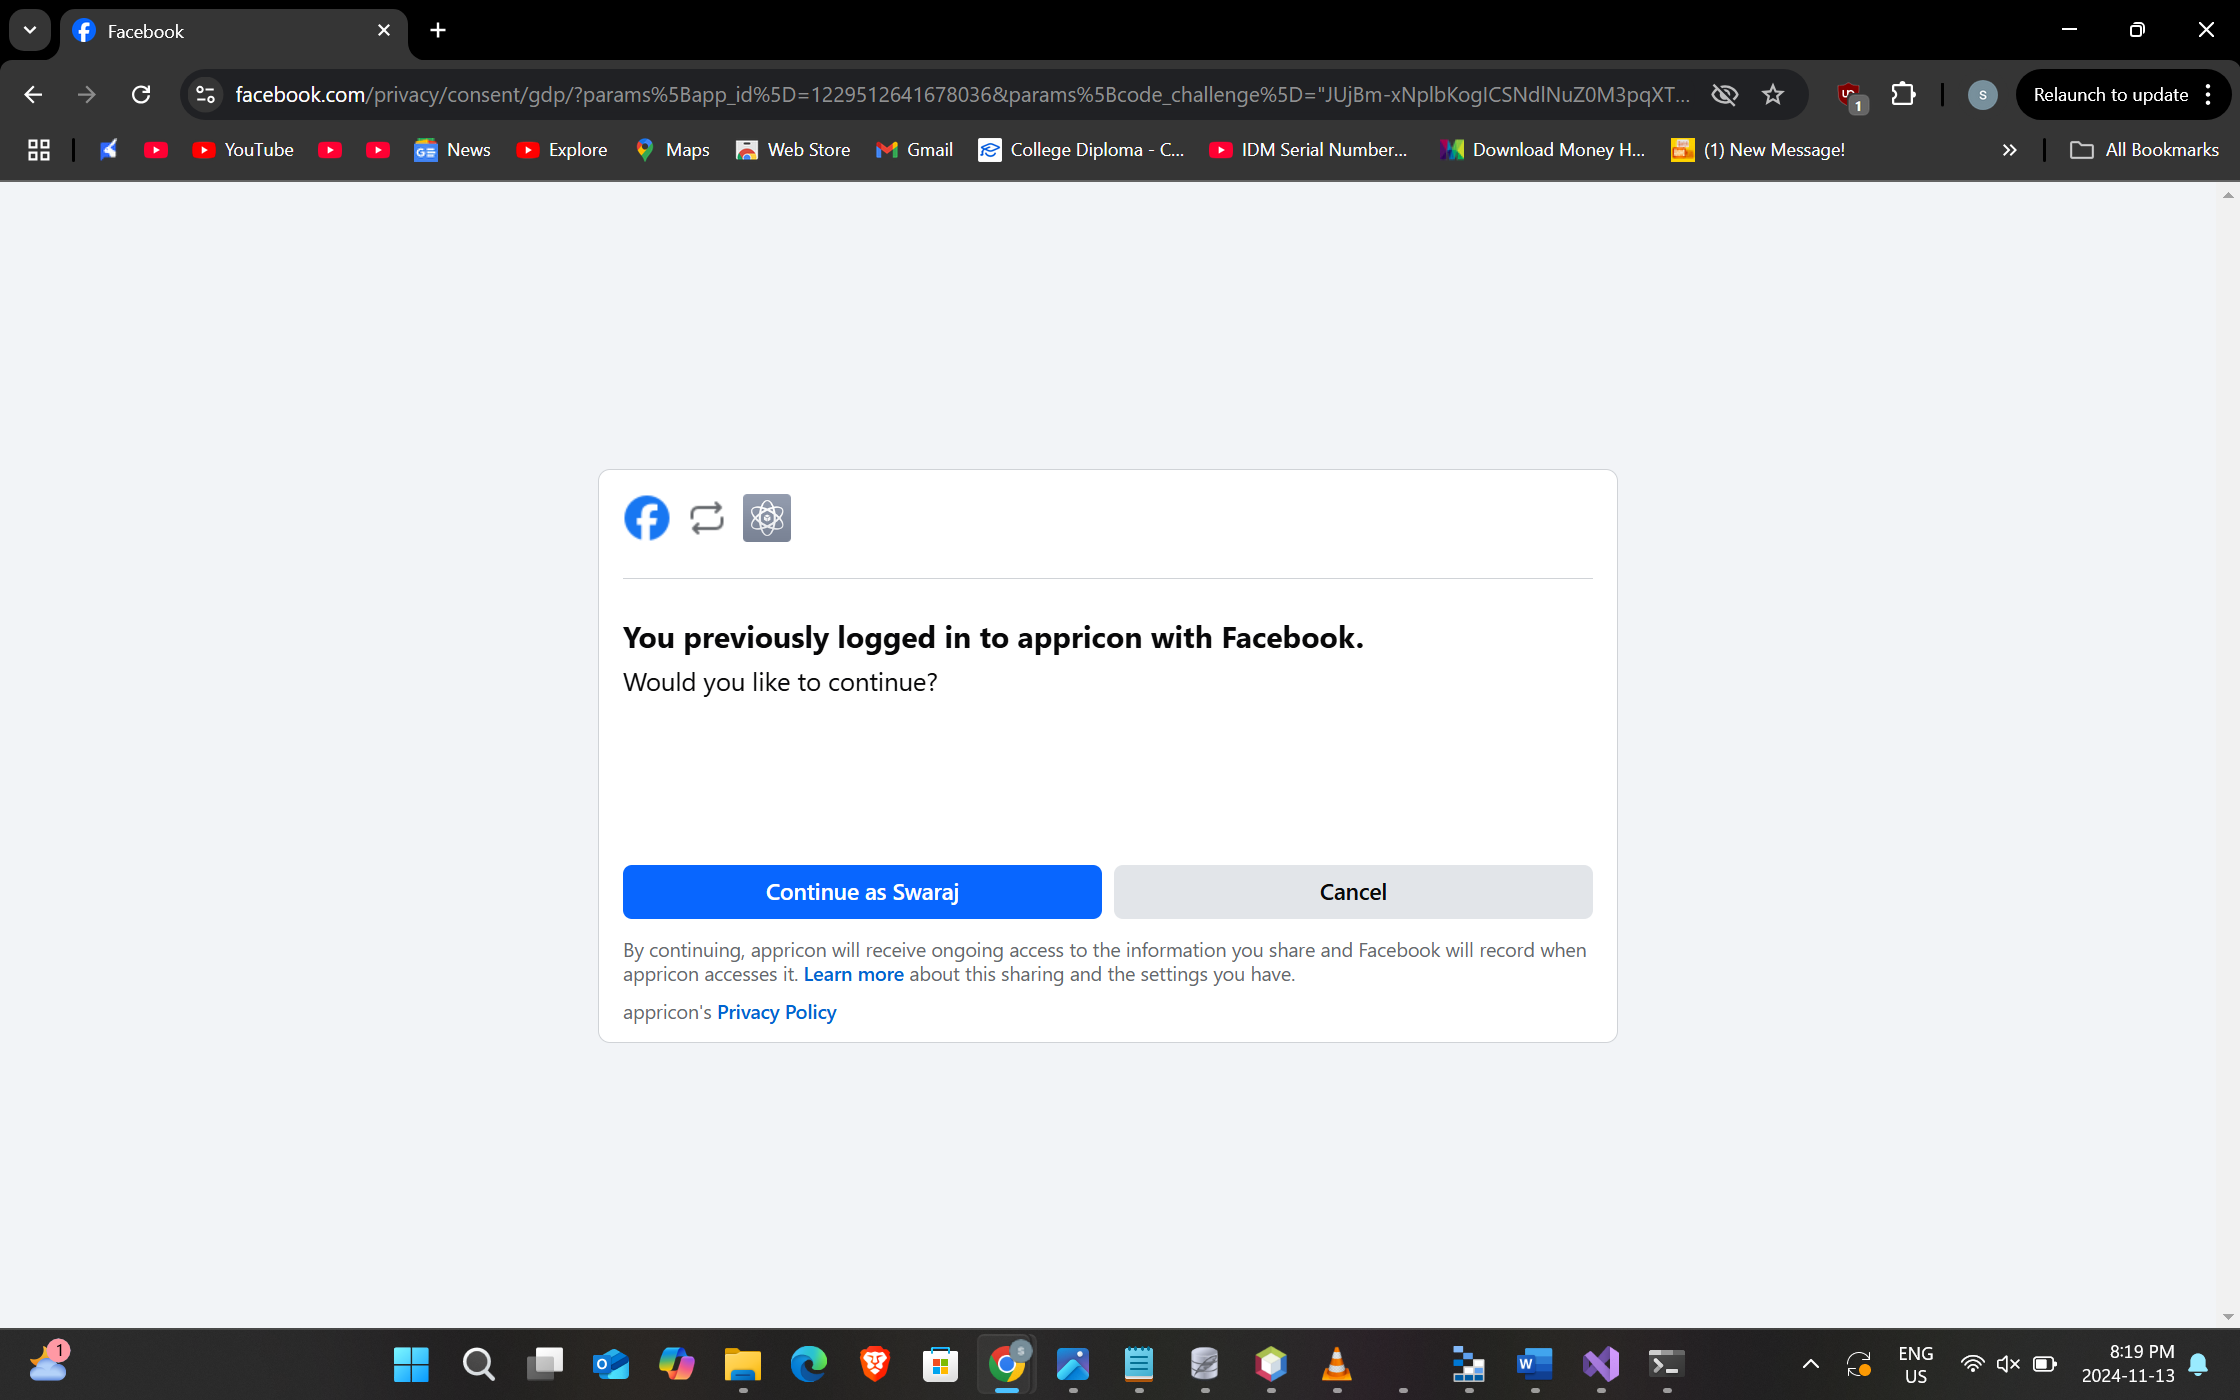 Facebook
facebook.com/privacy/consent/gdp/?params%5Bapp_id%5D=1229512641678036&params%5Bcode_challenge%5D="JUjBm-xNplbKogICSNdlNuZ0M3pqXT...
1
S
Relaunch to update
YouTube
News
Explore
Maps
Web Store
Gmail
College Diploma - C...
IDM Serial Number...
Download Money H...
(1) New Message!
All Bookmarks
You previously logged in to appricon with Facebook.
Would you like to continue?
Continue as Swaraj
Cancel
By continuing, appricon will receive ongoing access to the information you share and Facebook will record when
appricon accesses it. Learn more about this sharing and the settings you have.
appricon's Privacy Policy
1
ENG
US
8:19 PM
2024-11-13